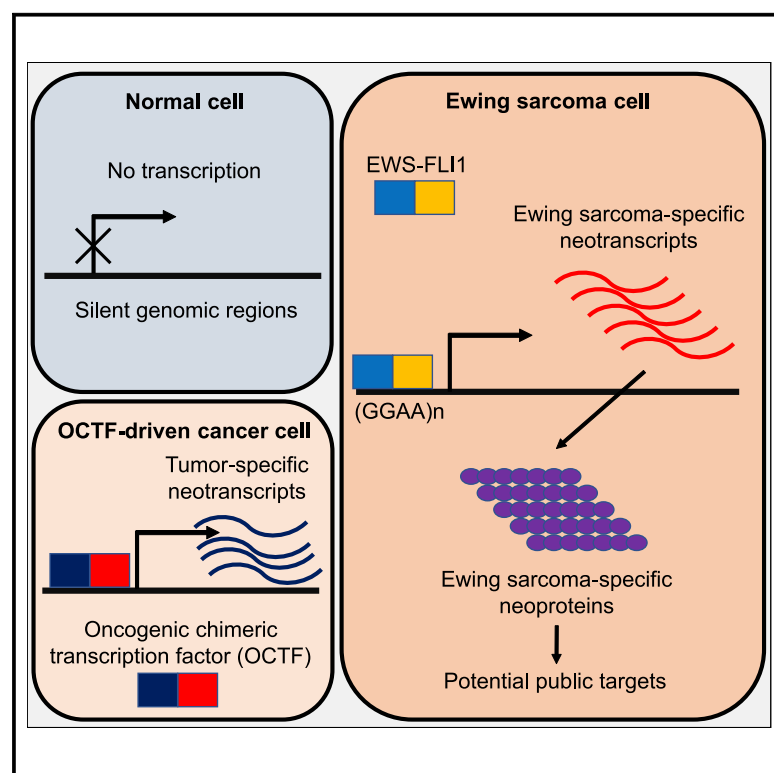 Normal cell
No transcription
Silent genomic regions
OCTF-driven cancer cell
Tumor-specific
neotranscripts
Oncogenic chimeric
transcription factor (OCTF)
Ewing sarcoma cell
EWS-FLI1
Ewing sarcoma-specific
neotranscripts
(GGAA)n
Ewing sarcoma-specific
neoproteins
Potential public targets